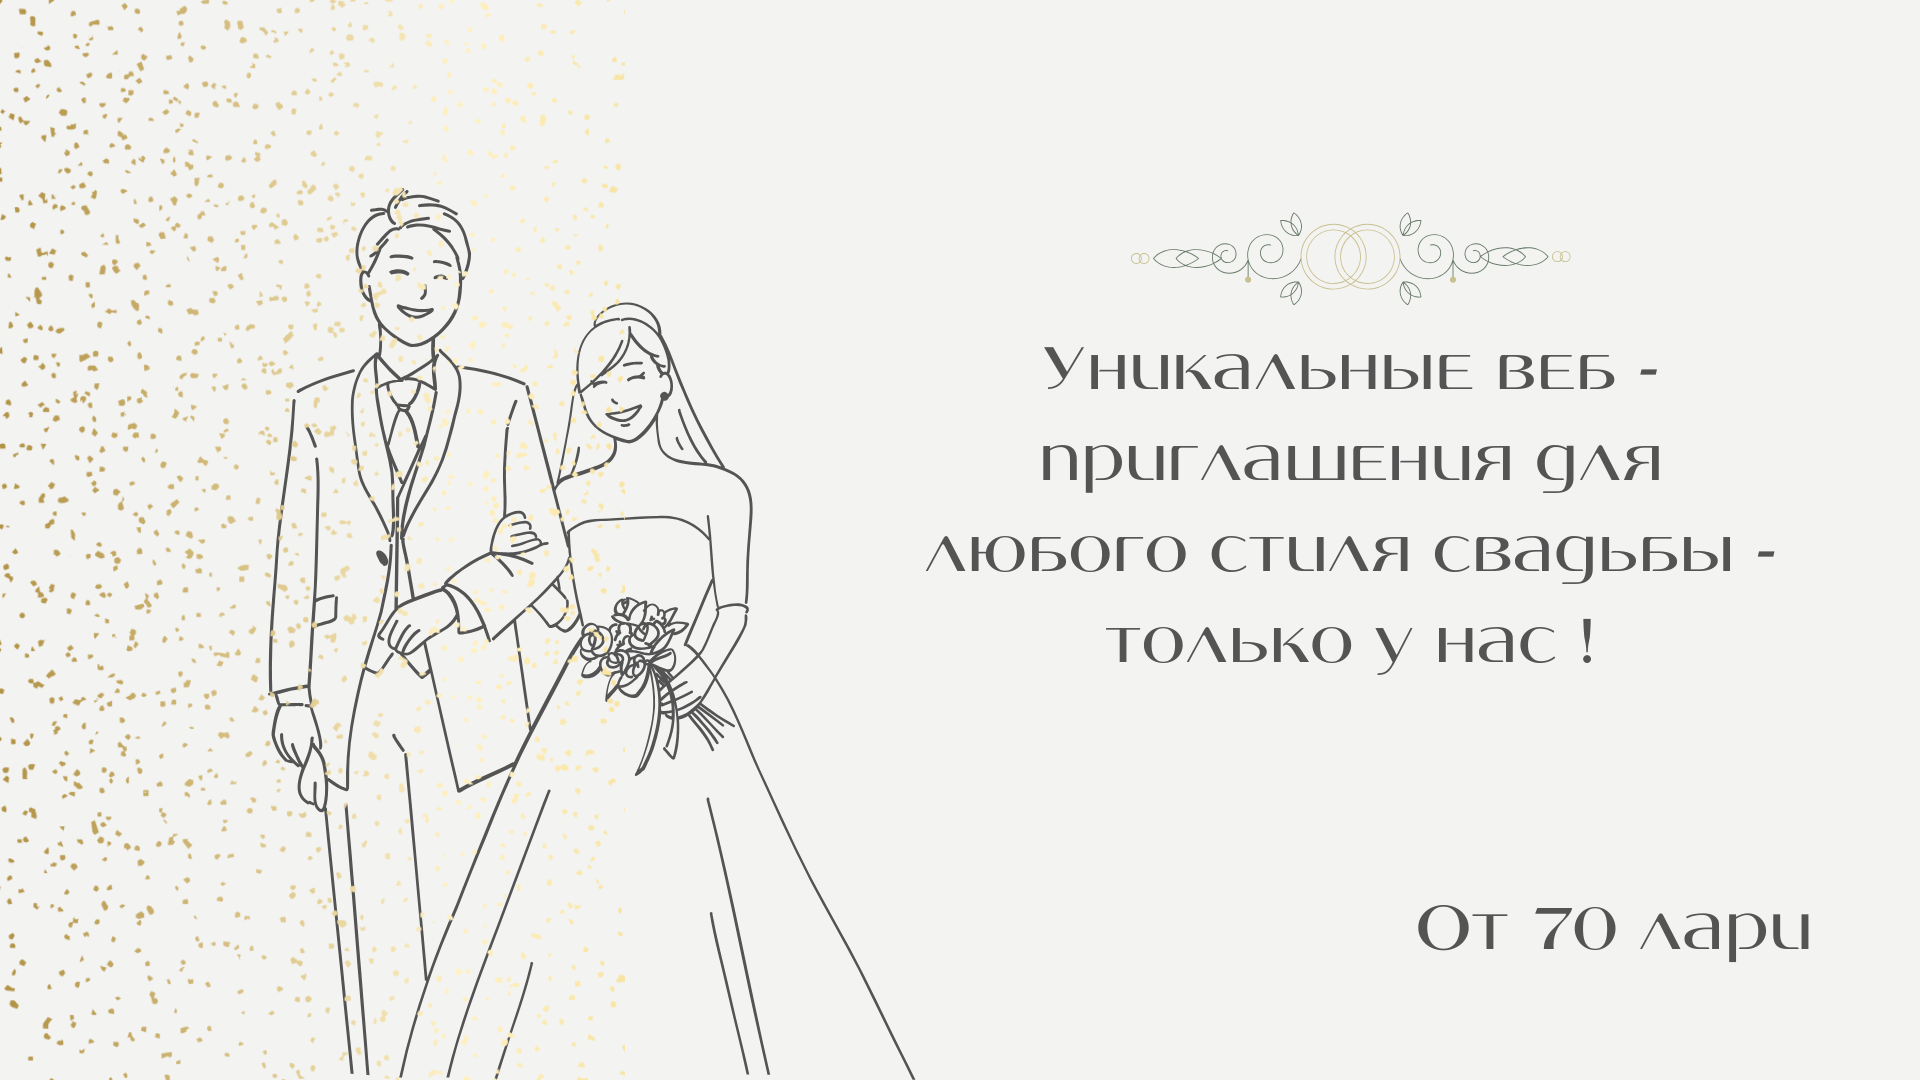 Уникальные веб -
приглашения для
любого стиля свадьбы -
только у нас !
От 70 лари